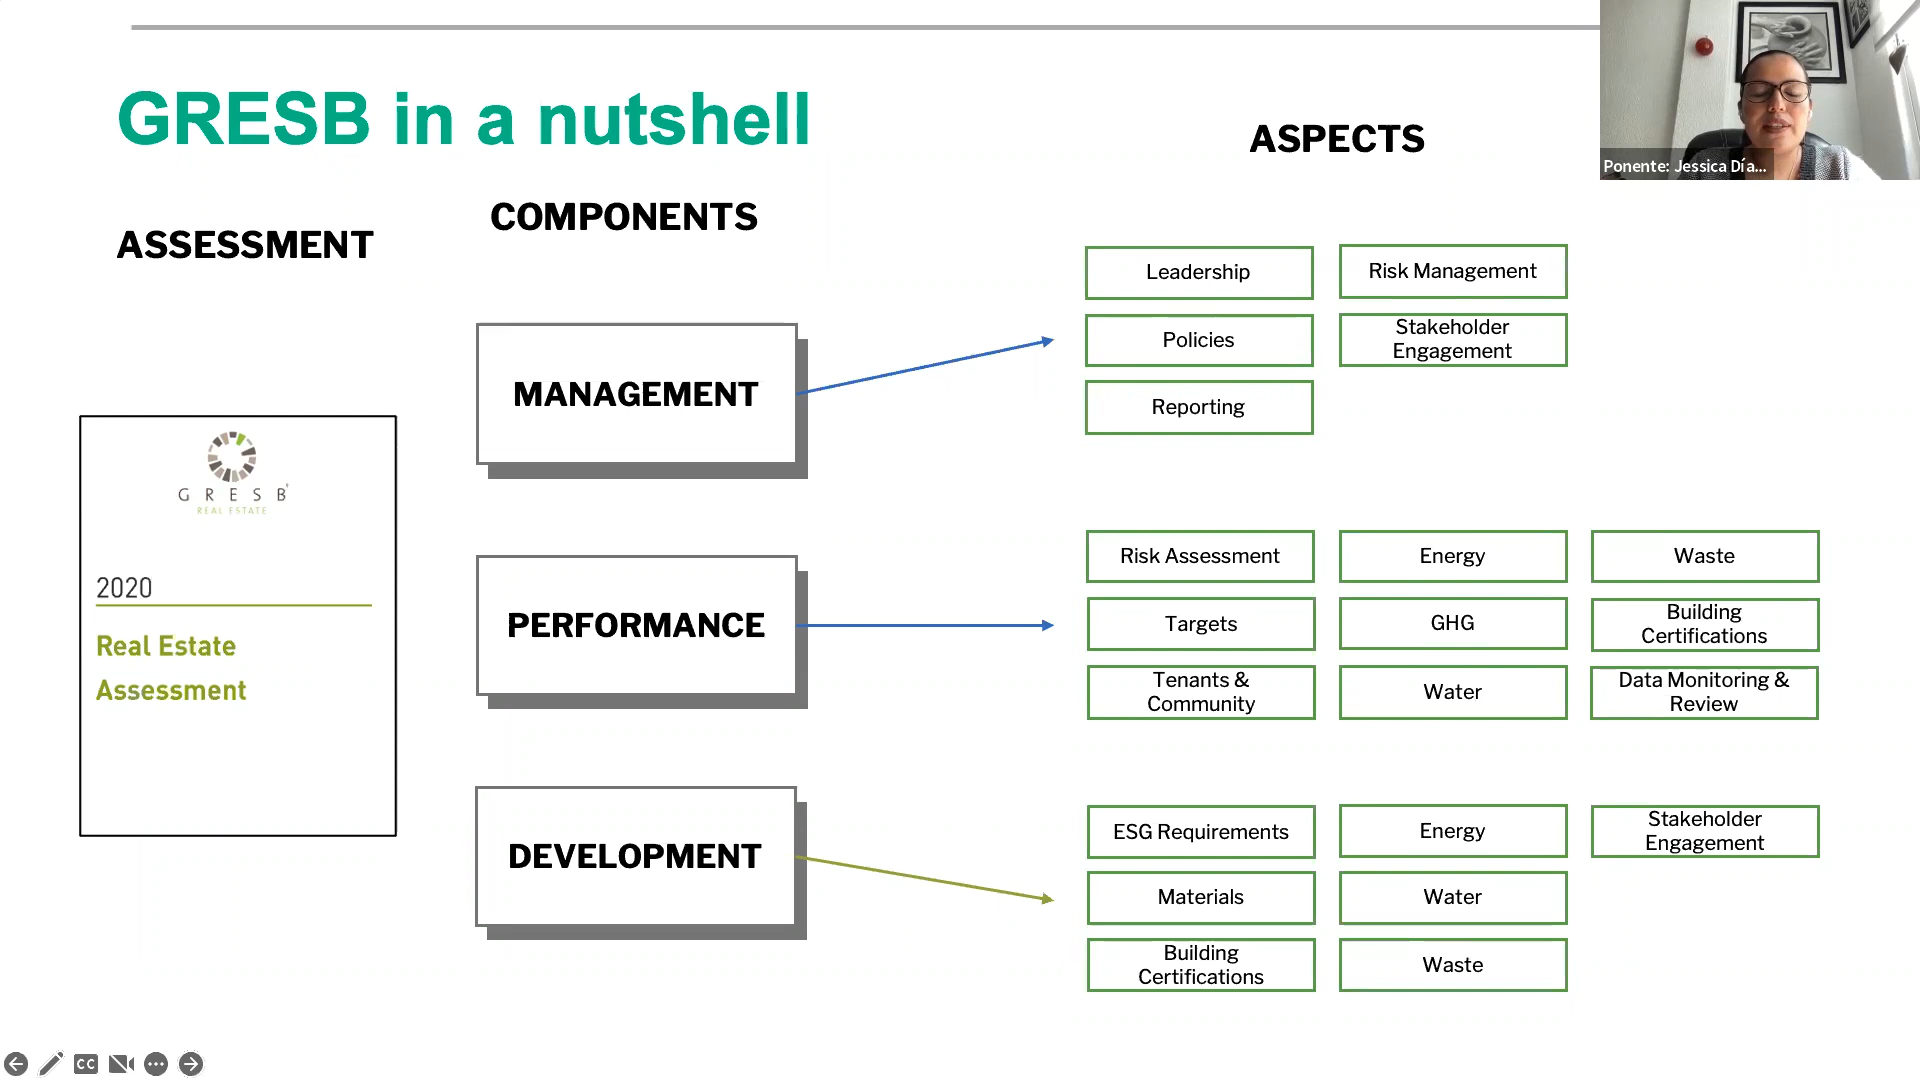 GRESB in a nutshell
ASSESSMENT
COMPONENTS
ASPECTS
Ponente: Jessica Día...
GRESB
REAL ESTATE
2020
Real Estate
Assessment
MANAGEMENT
Leadership
Risk Management
Policies
Stakeholder
Engagement
Reporting
PERFORMANCE
Risk Assessment
Energy
Waste
Targets
GHG
Building
Certifications
Tenants &
Community
Water
Data Monitoring &
Review
DEVELOPMENT
ESG Requirements
Energy
Stakeholder
Engagement
Materials
Water
Building
Certifications
Waste
CC